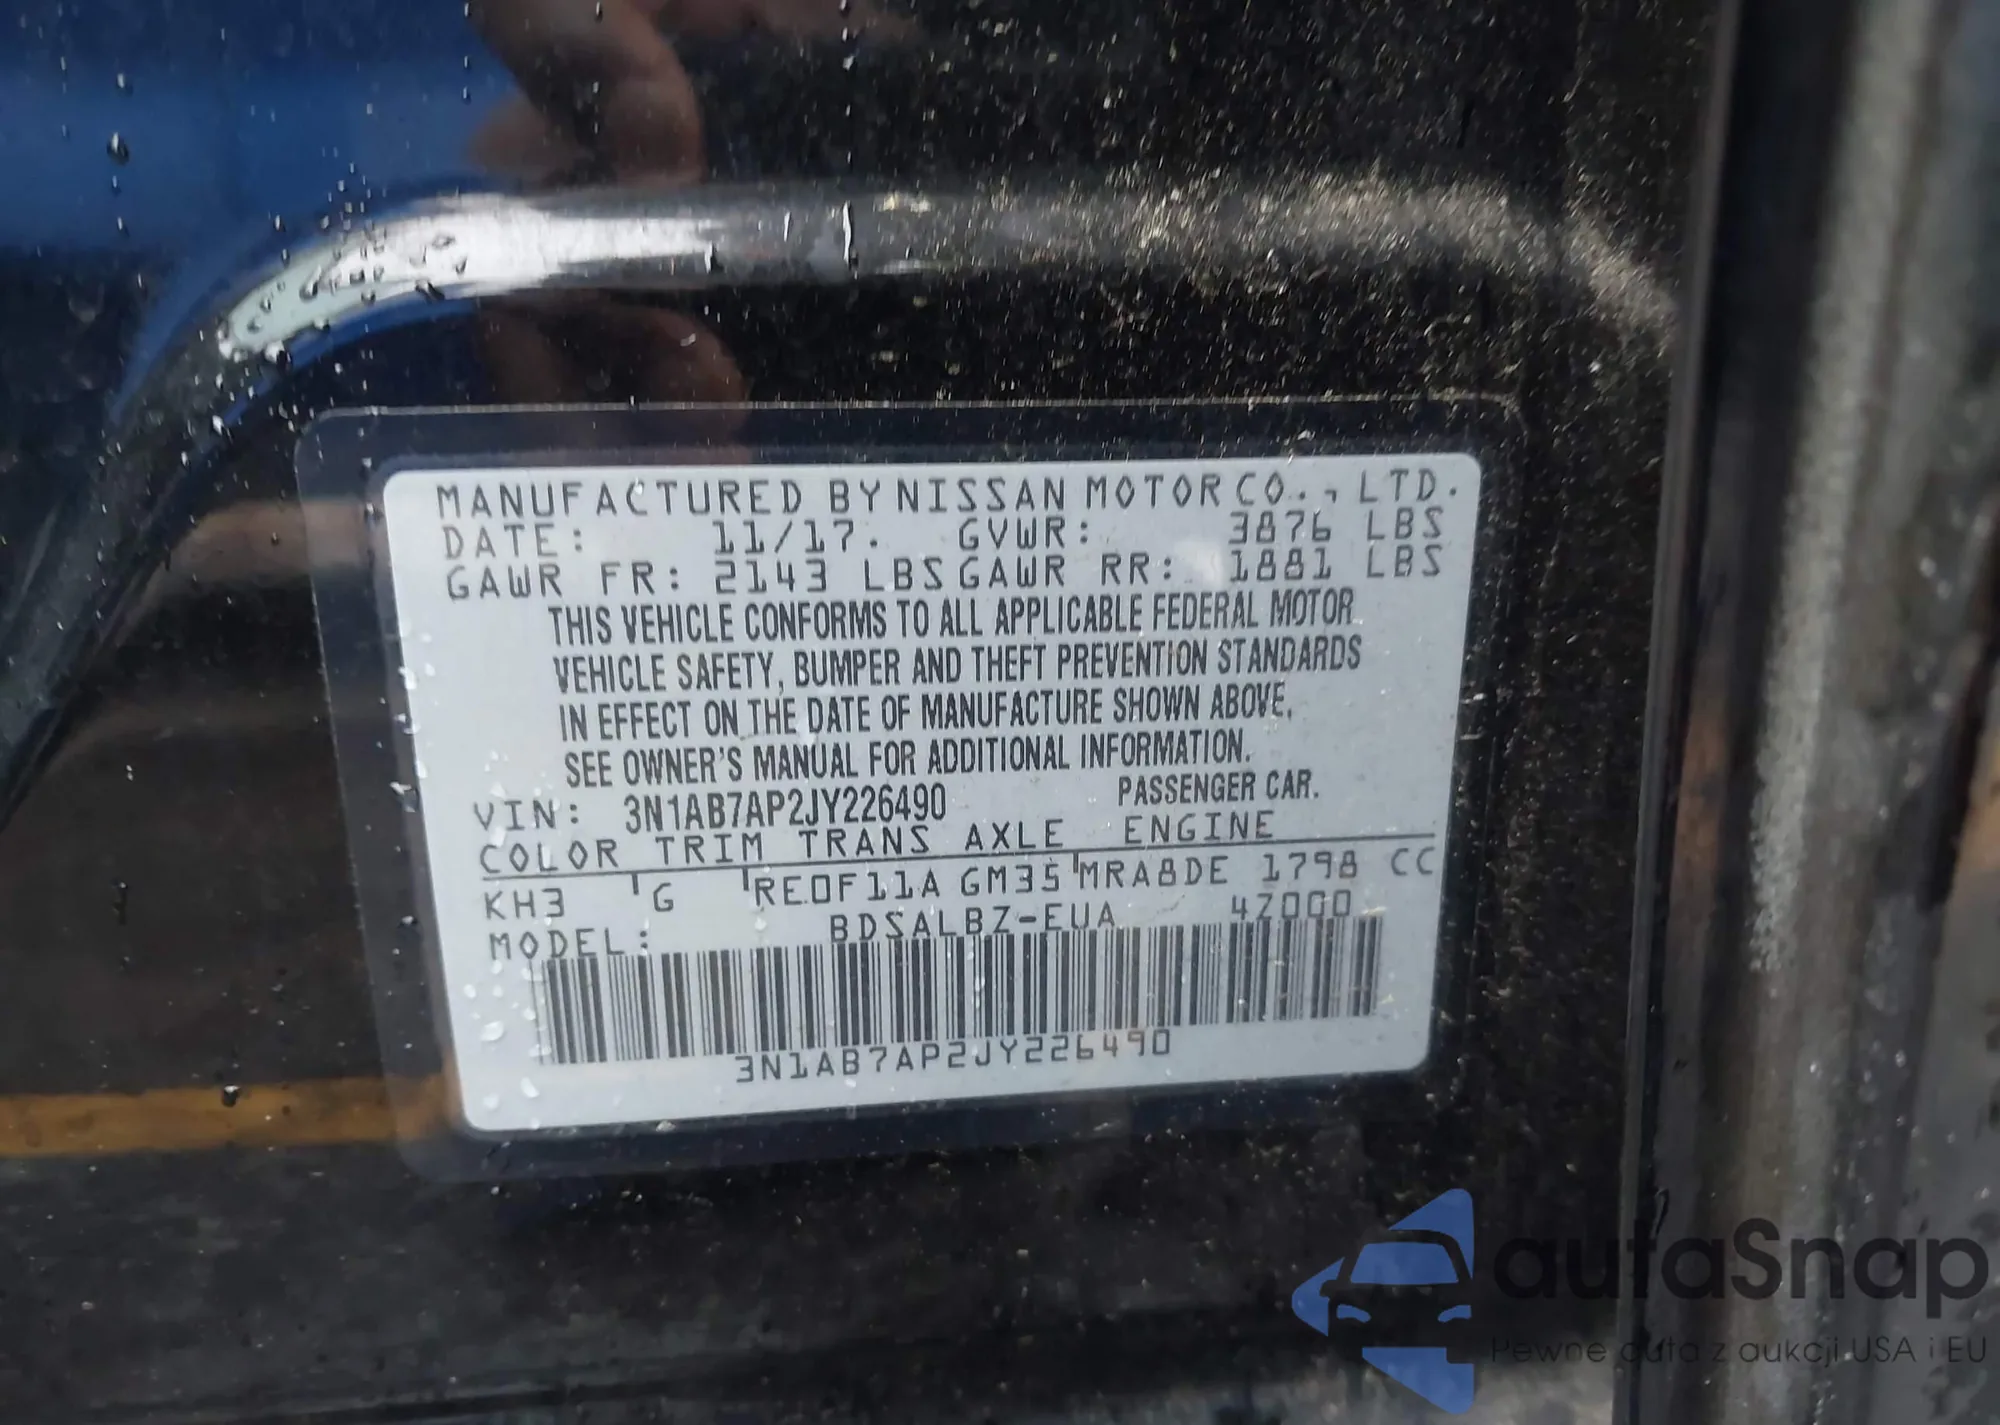 MANUFACTURED BY NISSAN MOTOR CO., LTD.
DATE: 11/17. GVWR: 3876 LBS
GAWR FR: 2143 LBS GAWR RR: 1881 LBS
THIS VEHICLE CONFORMS TO ALL APPLICABLE FEDERAL MOTOR
VEHICLE SAFETY, BUMPER AND THEFT PREVENTION STANDARDS
IN EFFECT ON THE DATE OF MANUFACTURE SHOWN ABOVE.
SEE OWNER'S MANUAL FOR ADDITIONAL INFORMATION.
VIN: 3N1AB7AP2JY226490 PASSENGER CAR.
COLOR TRIM TRANS AXLE ENGINE
KH3 G RE0F11A GM35 MRA8DE 1798 CC
MODEL: BDSALBZ-EUA 4Z0G0
3N1AB7AP2JY226490
autaSnap
Pewne auta z aukcji USA i EU